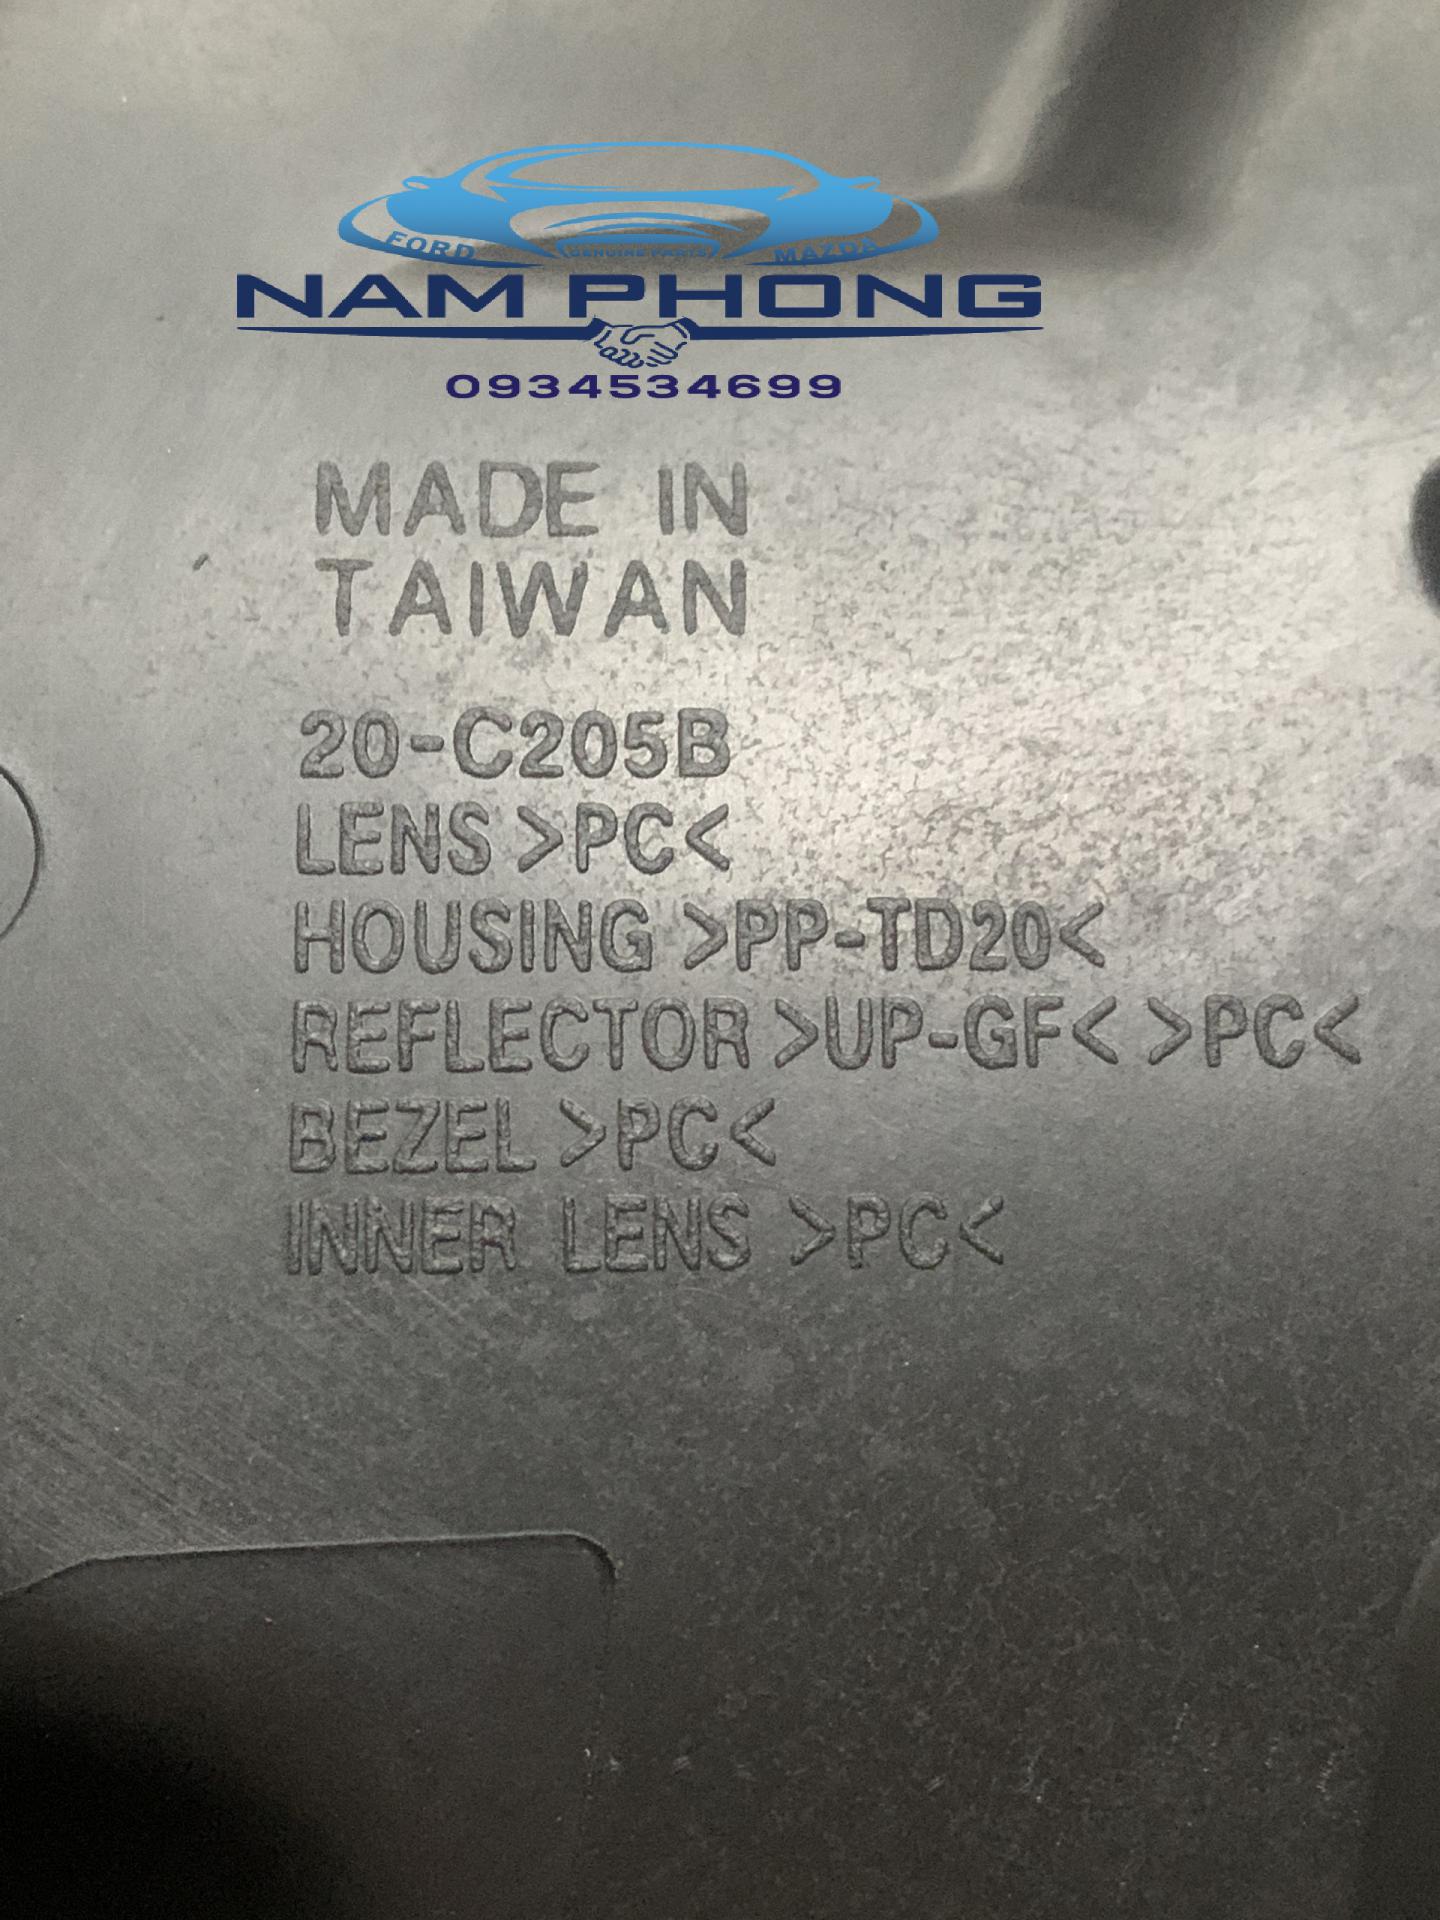 FORD GENUINE PARTS MAZDA
NAM PHONG
0934534699
MADE IN
TAIWAN
20-C205B
LENS >PC<
HOUSING >PP-TD20<
REFLECTOR >UP-GF< >PC<
BEZEL >PC<
INNER LENS >PC<